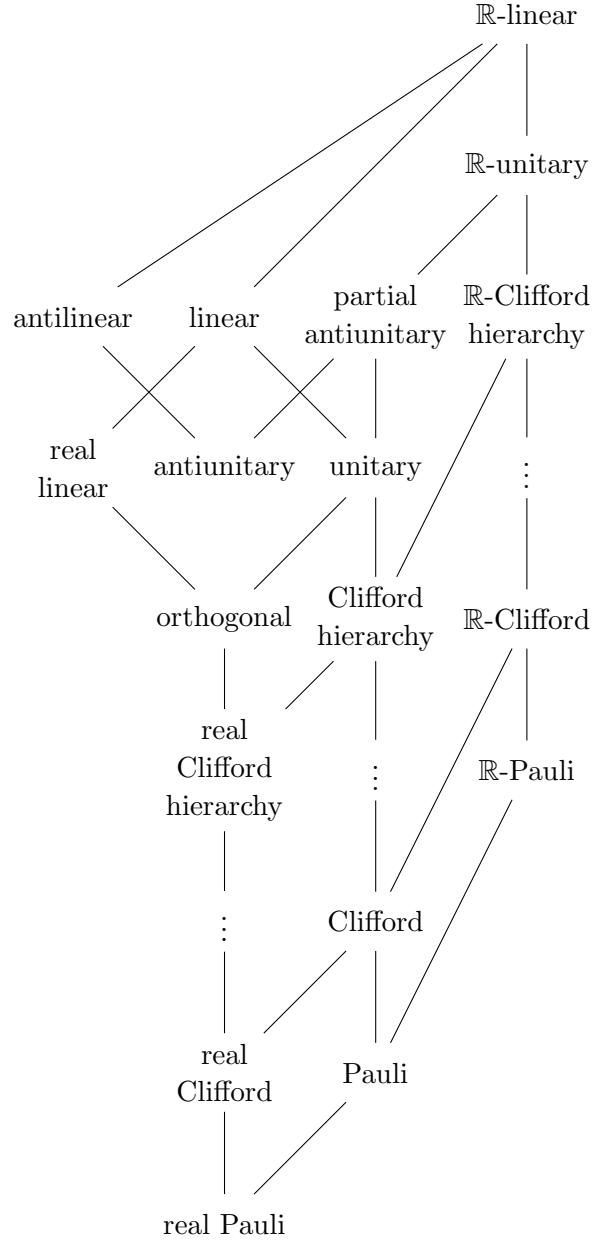 ℝ-linear
ℝ-unitary
antilinear
linear
partial
antiunitary
ℝ-Clifford
hierarchy
real
linear
antiunitary
unitary
⋮
orthogonal
Clifford
hierarchy
ℝ-Clifford
real
Clifford
hierarchy
⋮
ℝ-Pauli
⋮
Clifford
real
Clifford
Pauli
real Pauli